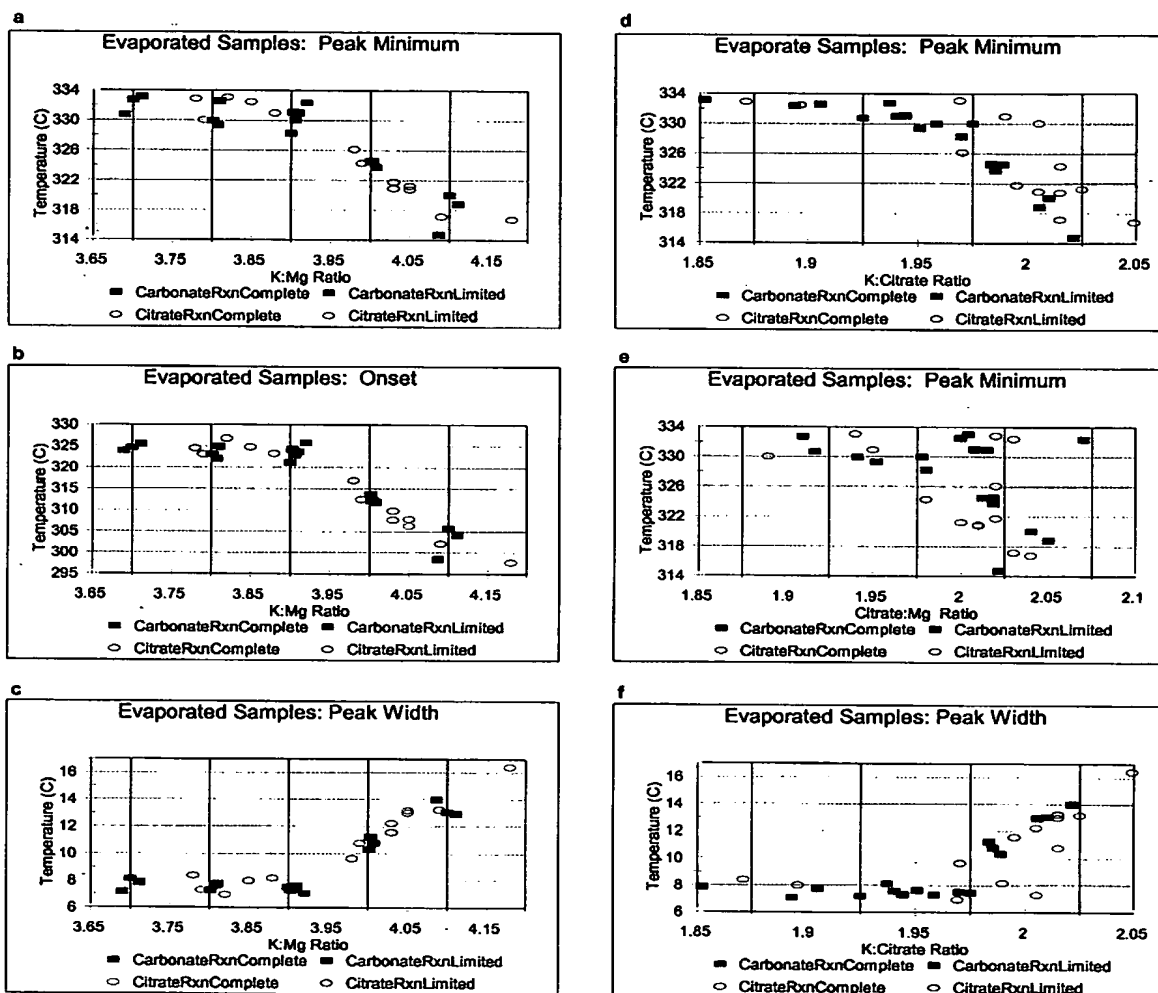 a
Evaporated Samples: Peak Minimum
Temperature (C)
334
330
326
322
318
314
3.65 3.75 3.85 3.95 4.05 4.15
K:Mg Ratio
CarbonateRxnComplete CarbonateRxnLimited
CitrateRxnComplete CitrateRxnLimited
b
Evaporated Samples: Onset
Temperature (C)
330
325
320
315
310
305
300
295
3.65 3.75 3.85 3.95 4.05 4.15
K:Mg Ratio
CarbonateRxnComplete CarbonateRxnLimited
CitrateRxnComplete CitrateRxnLimited
c
Evaporated Samples: Peak Width
Temperature (C)
16
14
12
10
8
6
3.65 3.75 3.85 3.95 4.05 4.15
K:Mg Ratio
CarbonateRxnComplete CarbonateRxnLimited
CitrateRxnComplete CitrateRxnLimited
d
Evaporate Samples: Peak Minimum
Temperature (C)
334
330
326
322
318
314
1.85 1.9 1.95 2 2.05
K:Citrate Ratio
CarbonateRxnComplete CarbonateRxnLimited
CitrateRxnComplete CitrateRxnLimited
e
Evaporated Samples: Peak Minimum
Temperature (C)
334
330
326
322
318
314
1.85 1.9 1.95 2 2.05 2.1
Citrate:Mg Ratio
CarbonateRxnComplete CarbonateRxnLimited
CitrateRxnComplete CitrateRxnLimited
f
Evaporated Samples: Peak Width
Temperature (C)
16
14
12
10
8
6
1.85 1.9 1.95 2 2.05
K:Citrate Ratio
CarbonateRxnComplete CarbonateRxnLimited
CitrateRxnComplete CitrateRxnLimited